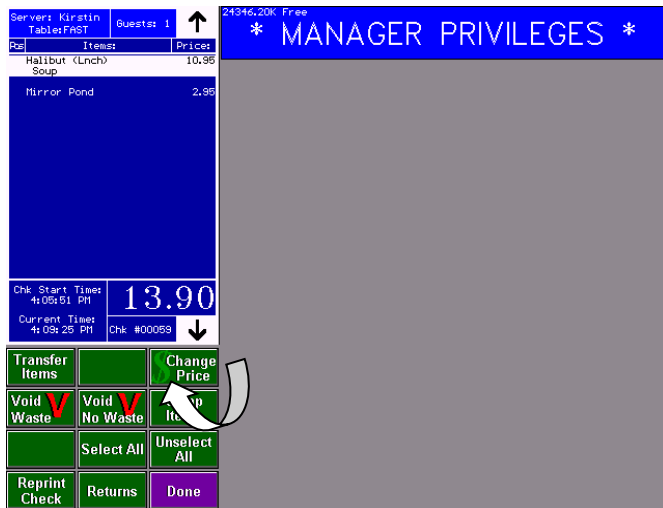 Server: Kirstin
Table:FAST
Guests: 1
Pos Items: Price:
Halibut (Lnch) 10.95
Soup
Mirror Pond 2.95
Chk Start Time:
4:05:51 PM
13.90
Current Time:
4:09:25 PM
Chk #00059
24346.20K Free
* MANAGER PRIVILEGES *
Transfer
Items
$ Change
Price
Void
Waste V
Void
No Waste V
Select All
Unselect
All
Reprint
Check
Returns
Done